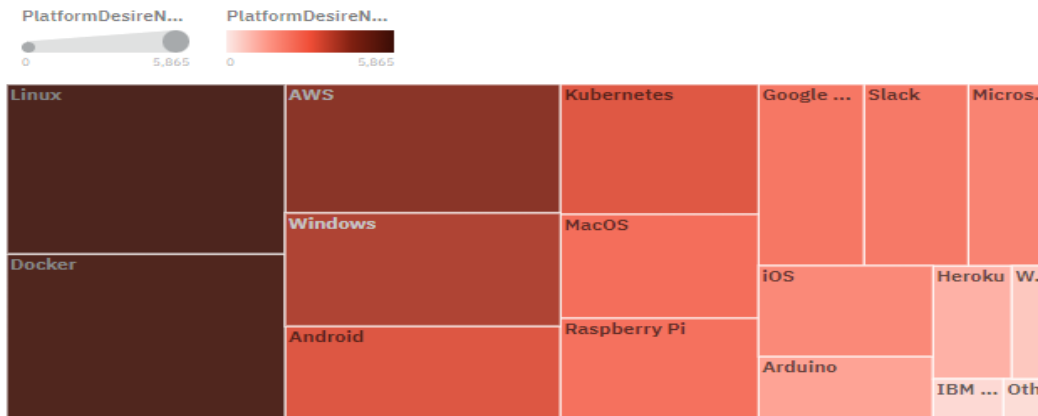 PlatformDesireN... PlatformDesireN...
0 5,865 0 5,865
Linux
AWS
Kubernetes
Google ...
Slack
Micros.
Windows
MacOS
Docker
iOS
Heroku
W.
Android
Raspberry Pi
Arduino
IBM ...
Oth